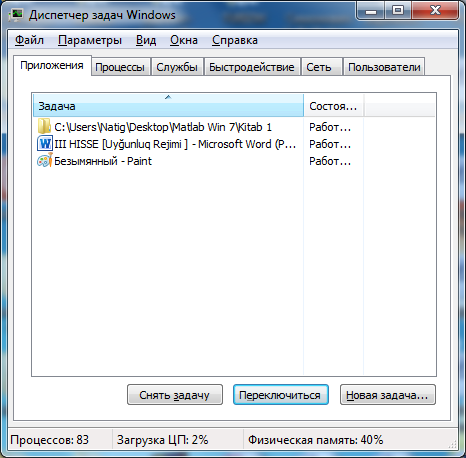 Диспетчер задач Windows
Файл Параметры Вид Окна Справка
Приложения Процессы Службы Быстродействие Сеть Пользователи
Задача Состоя...
C:\Users\Natig\Desktop\Matlab Win 7\Kitab 1 Работ...
III HISSE [Uyğunluq Rejimi ] - Microsoft Word (P... Работ...
Безымянный - Paint Работ...
Снять задачу Переключиться Новая задача...
Процессов: 83 Загрузка ЦП: 2% Физическая память: 40%